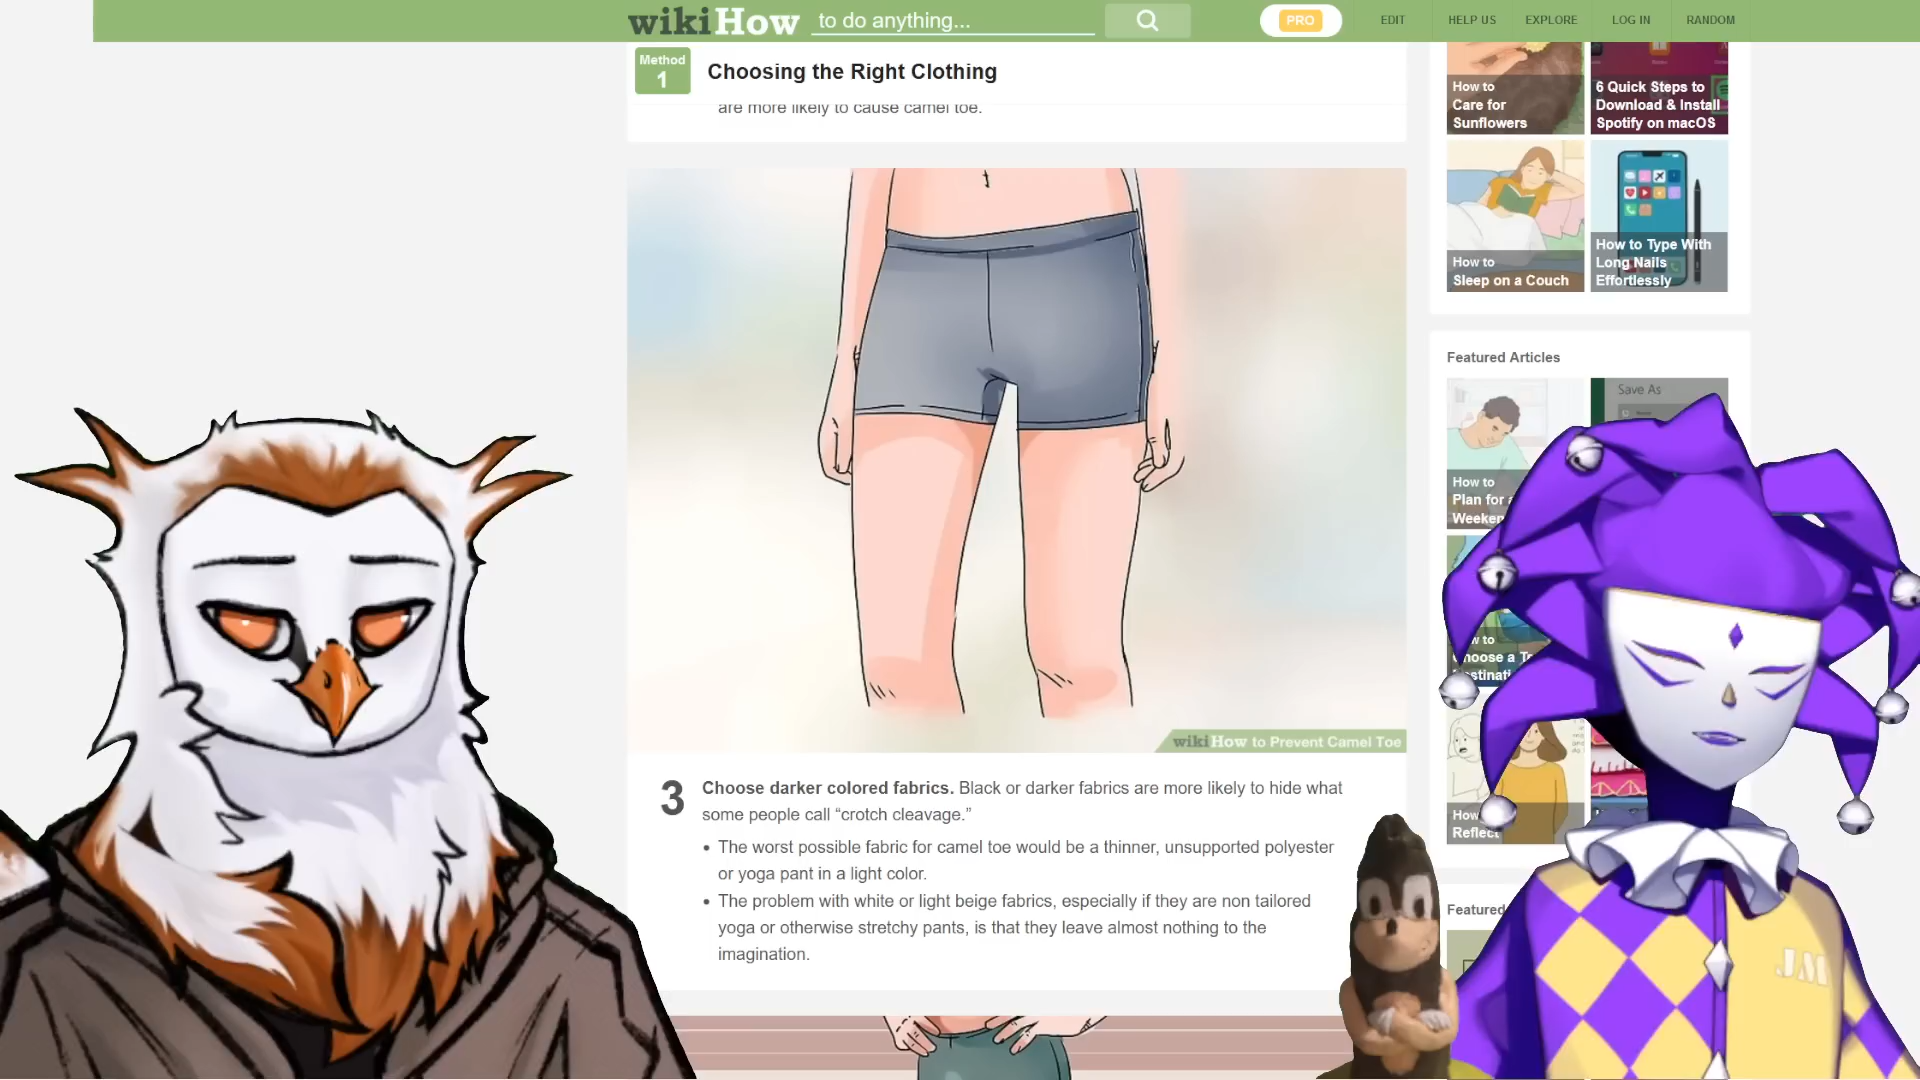 wikiHow to do anything...
PRO
EDIT
HELP US
EXPLORE
LOG IN
RANDOM
Method
1
Choosing the Right Clothing
are more likely to cause camel toe.
wikiHow to Prevent Camel Toe
3
Choose darker colored fabrics. Black or darker fabrics are more likely to hide what
some people call “crotch cleavage.”
• The worst possible fabric for camel toe would be a thinner, unsupported polyester
or yoga pant in a light color.
• The problem with white or light beige fabrics, especially if they are non tailored
yoga or otherwise stretchy pants, is that they leave almost nothing to the
imagination.
How to
Care for
Sunflowers
6 Quick Steps to
Download & Install
Spotify on macOS
How to
Sleep on a Couch
How to Type With
Long Nails
Effortlessly
Featured Articles
Save As
How to
Plan for
Featured
Reflect